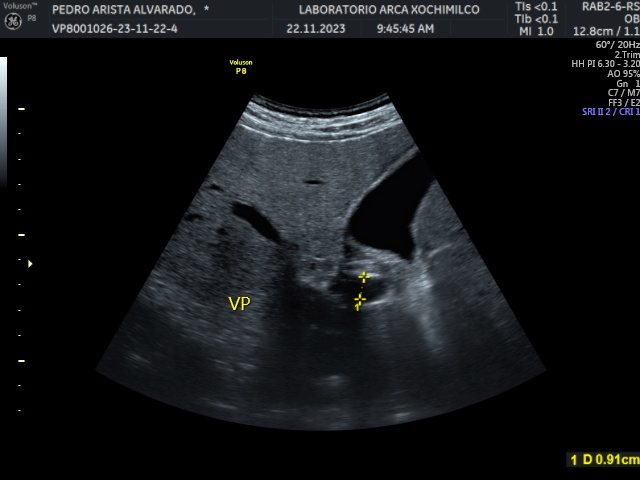 Voluson™
P8
PEDRO ARISTA ALVARADO, *
VP8001026-23-11-22-4
LABORATORIO ARCA XOCHIMILCO
22.11.2023
9:45:45 AM
TIs <0.1
TIb <0.1
MI 1.0
RAB2-6-RS
OB
12.8cm / 1.1
60°/ 20Hz
2.Trim
HH PI 6.30 - 3.20
AO 95%
Gn 1
C7 / M7
FF3 / E2
SRI II 2 / CRI 1
Voluson
P8
VP
1
1 D 0.91cm